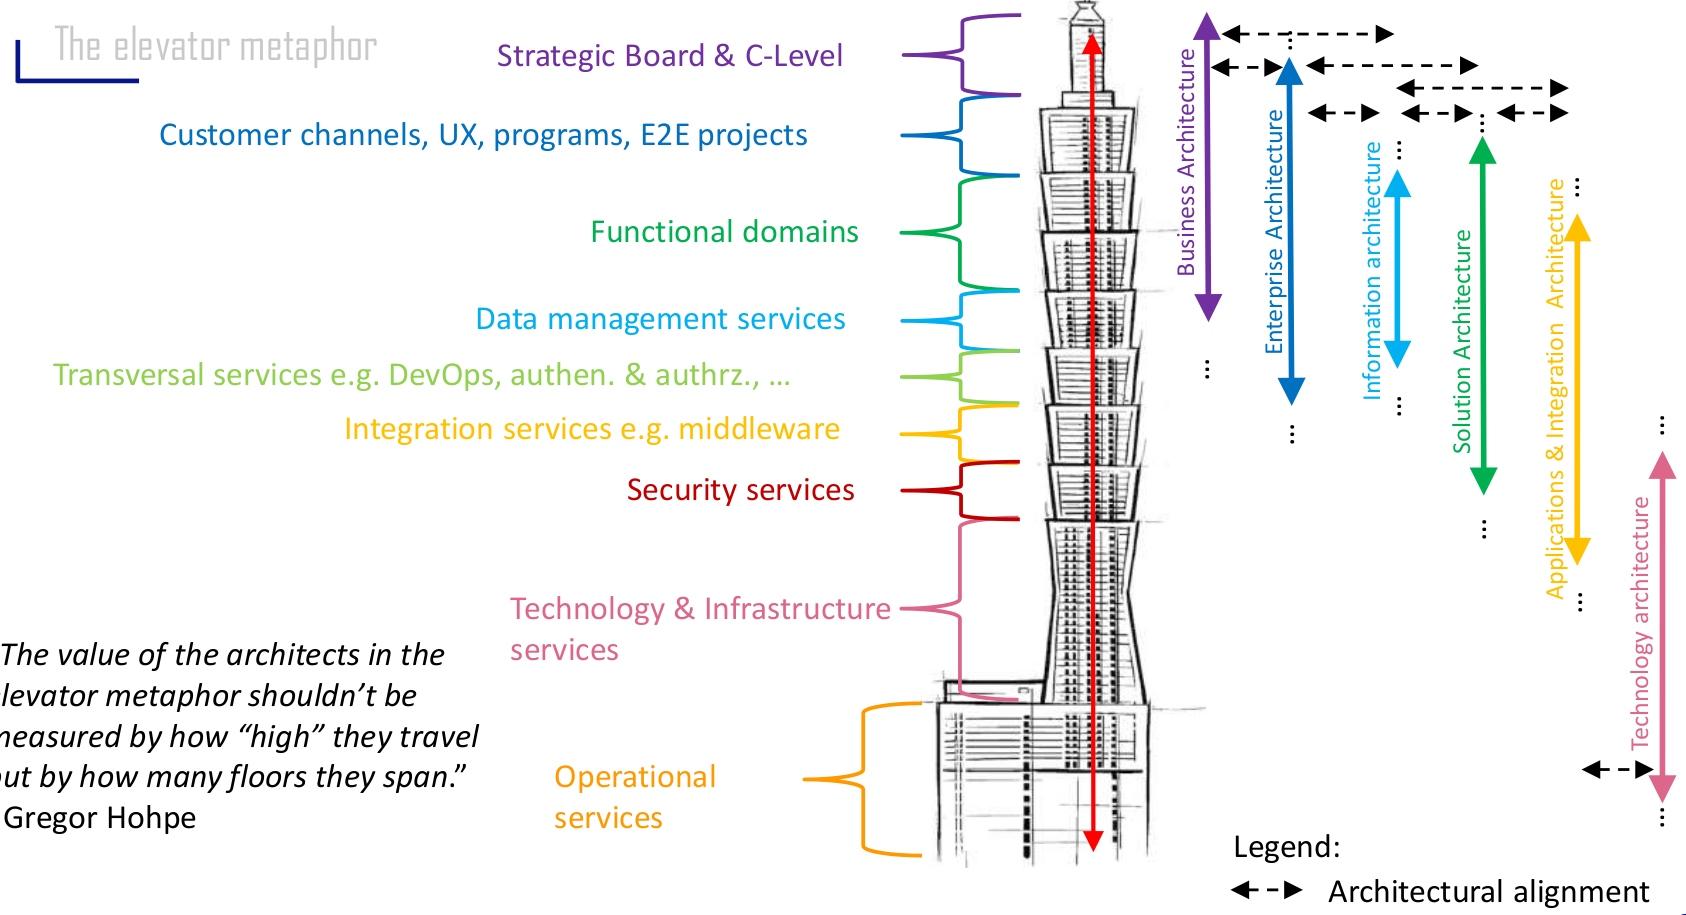 The elevator metaphor
Strategic Board & C-Level
Customer channels, UX, programs, E2E projects
Functional domains
Data management services
Transversal services e.g. DevOps, authen. & authrz., ...
Integration services e.g. middleware
Security services
Technology & Infrastructure
services
Operational
services
The value of the architects in the
elevator metaphor shouldn’t be
measured by how “high” they travel
but by how many floors they span.”
Gregor Hohpe
Business Architecture
...
Enterprise Architecture
...
...
Information architecture
...
...
Solution Architecture
...
...
Applications & Integration Architecture
...
...
Technology architecture
...
...
Legend:
Architectural alignment